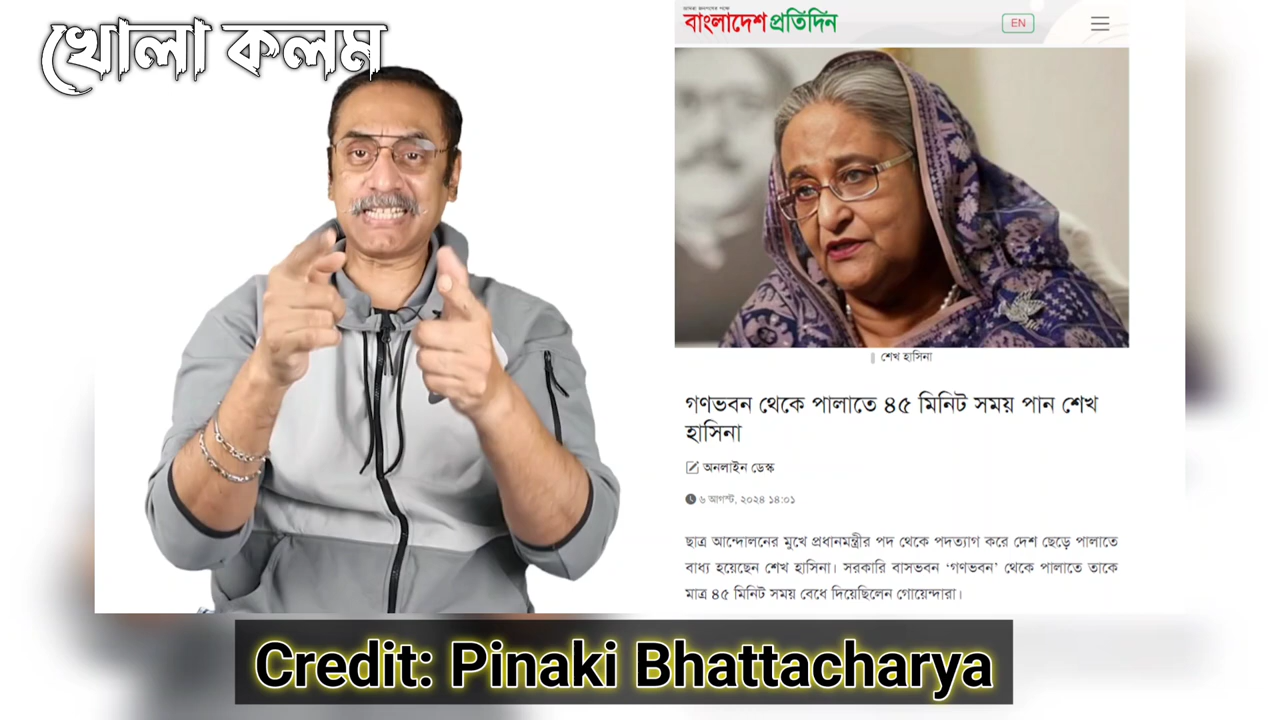 খোলা কলম
বাংলাদেশ প্রতিদিন
EN
শেখ হাসিনা
গণভবন থেকে পালাতে ৪৫ মিনিট সময় পান শেখ
হাসিনা
অনলাইন ডেস্ক
৬ আগস্ট, ২০২৪ ১৪:০১
ছাত্র আন্দোলনের মুখে প্রধানমন্ত্রীর পদ থেকে পদত্যাগ করে দেশ ছেড়ে পালাতে
বাধ্য হয়েছেন শেখ হাসিনা। সরকারি বাসভবন ‘গণভবন’ থেকে পালাতে তাকে
মাত্র ৪৫ মিনিট সময় বেধে দিয়েছিলেন গোয়েন্দারা।
Credit: Pinaki Bhattacharya